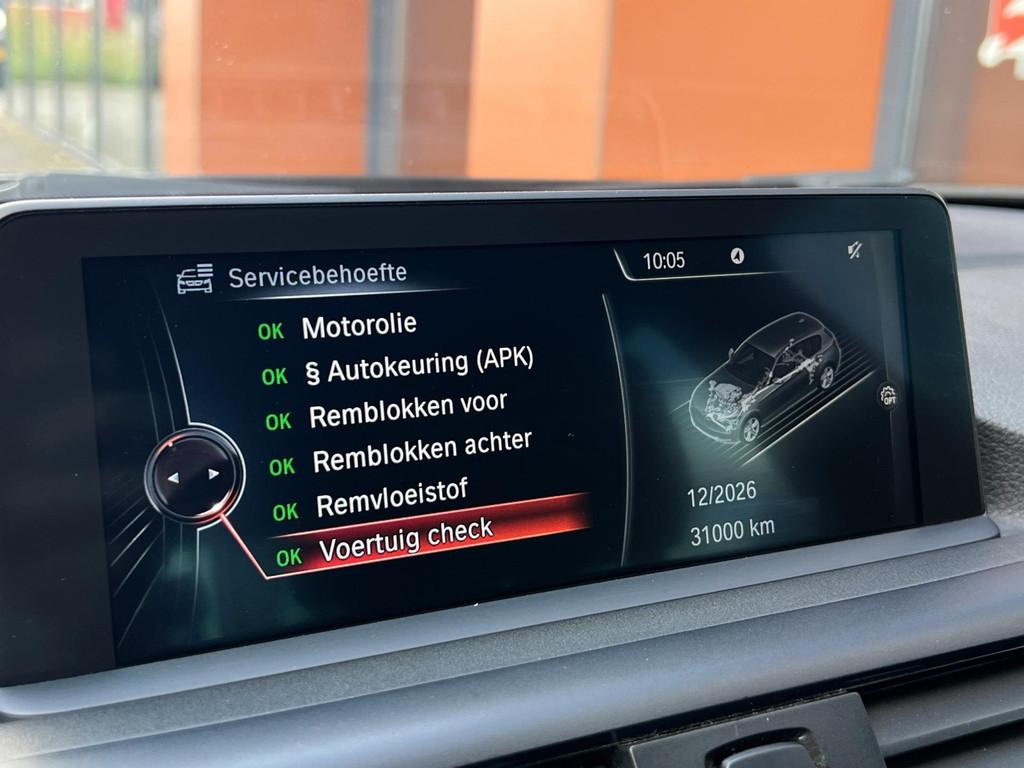 Servicebehoefte
10:05
OK Motorolie
OK § Autokeuring (APK)
OK Remblokken voor
OK Remblokken achter
OK Remvloeistof
OK Voertuig check
OPT
12/2026
31000 km